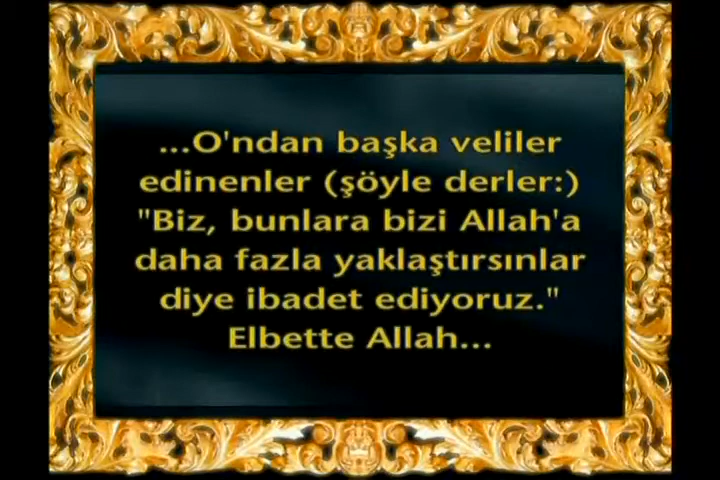 ...O'ndan başka veliler
edinenler (şöyle derler:)
"Biz, bunlara bizi Allah'a
daha fazla yaklaştırsınlar
diye ibadet ediyoruz."
Elbette Allah...